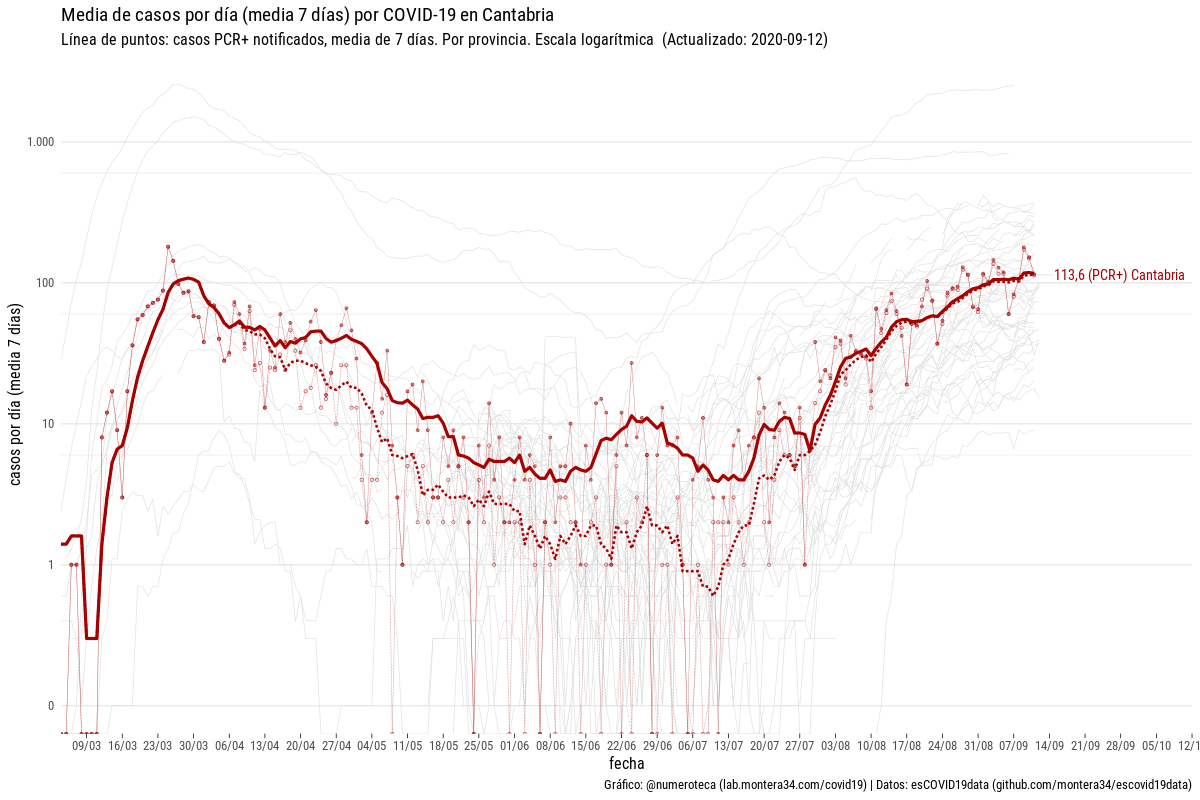 Media de casos por día (media 7 días) por COVID-19 en Cantabria
Línea de puntos: casos PCR+ notificados, media de 7 días. Por provincia. Escala logarítmica  (Actualizado: 2020-09-12)
casos por día (media 7 días)
1.000
100
10
1
0
113,6 (PCR+) Cantabria
09/03 16/03 23/03 30/03 06/04 13/04 20/04 27/04 04/05 11/05 18/05 25/05 01/06 08/06 15/06 22/06 29/06 06/07 13/07 20/07 27/07 03/08 10/08 17/08 24/08 31/08 07/09 14/09 21/09 28/09 05/10 12/1
fecha
Gráfico: @numeroteca (lab.montera34.com/covid19) | Datos: esCOVID19data (github.com/montera34/escovid19data)